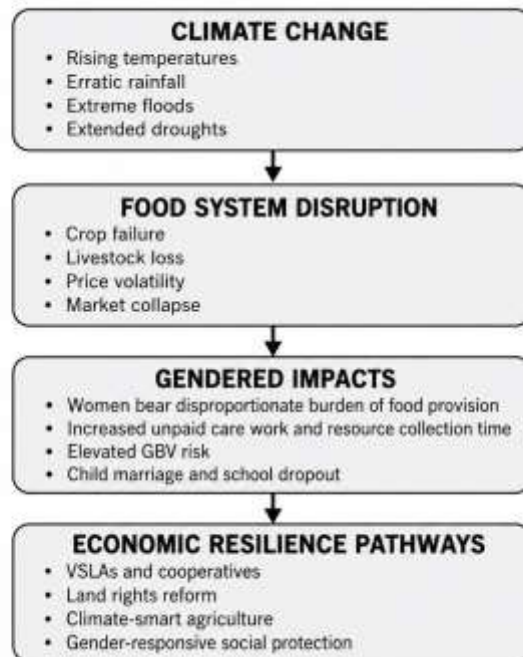 CLIMATE CHANGE
• Rising temperatures
• Erratic rainfall
• Extreme floods
• Extended droughts
FOOD SYSTEM DISRUPTION
• Crop failure
• Livestock loss
• Price volatility
• Market collapse
GENDERED IMPACTS
• Women bear disproportionate burden of food provision
• Increased unpaid care work and resource collection time
• Elevated GBV risk
• Child marriage and school dropout
ECONOMIC RESILIENCE PATHWAYS
• VSLAs and cooperatives
• Land rights reform
• Climate-smart agriculture
• Gender-responsive social protection